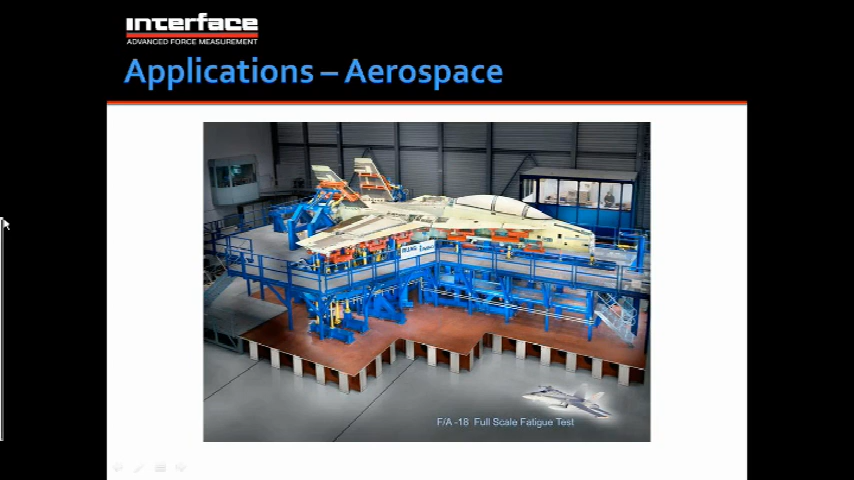 interface
ADVANCED FORCE MEASUREMENT
Applications – Aerospace
F/A -18 Full Scale Fatigue Test